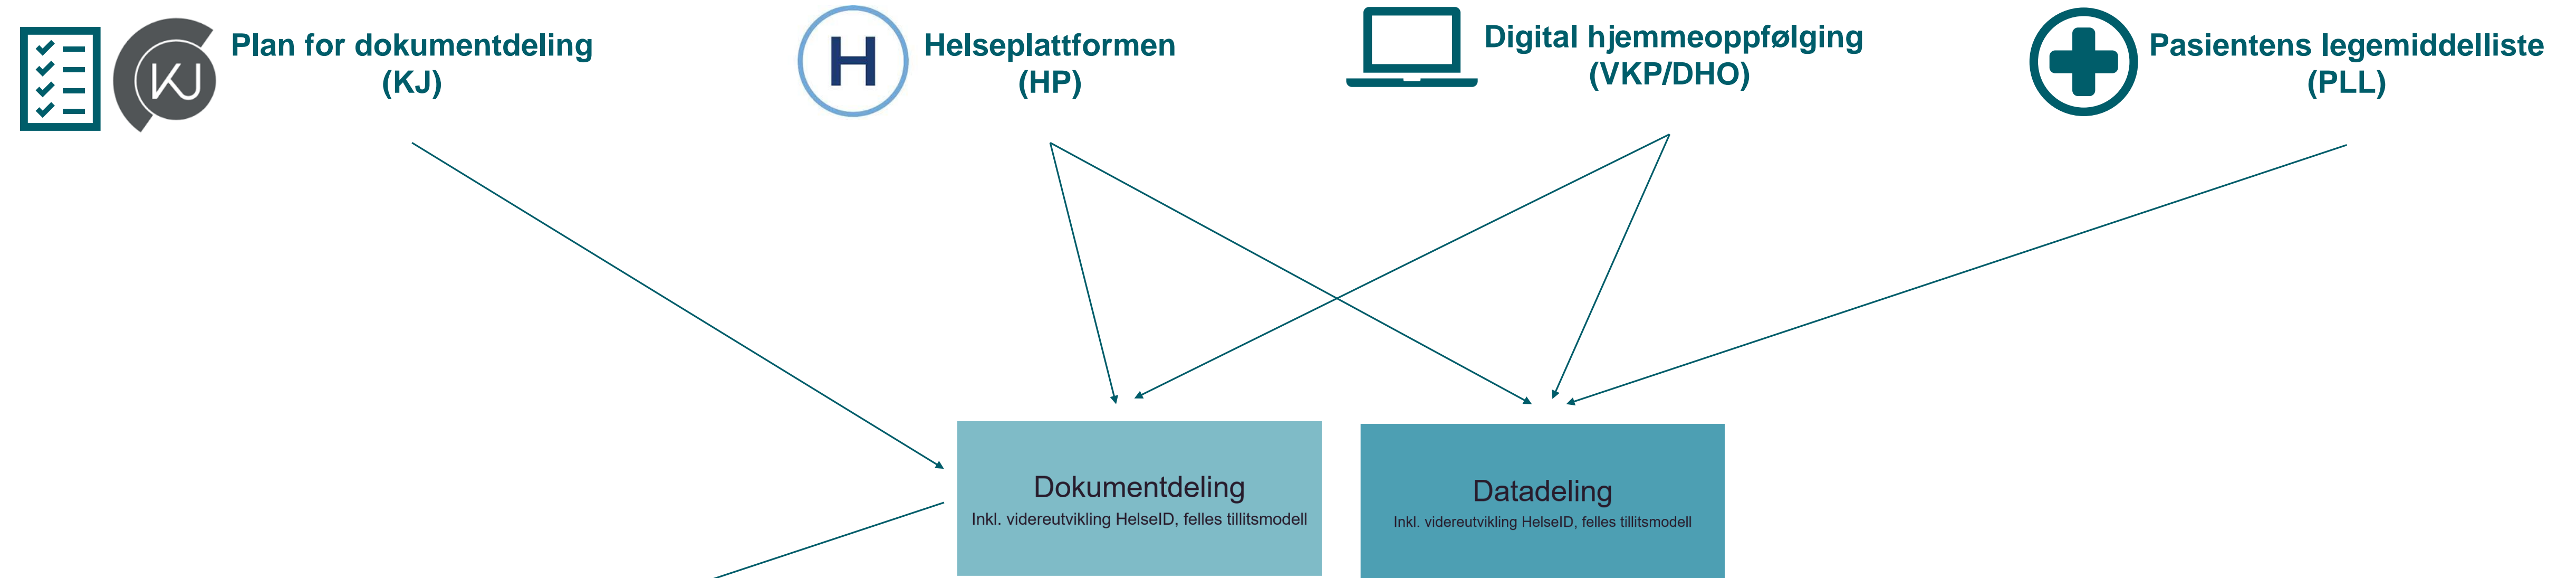 KJ
Plan for dokumentdeling
(KJ)
H
Helseplattformen
(HP)
Digital hjemmeoppfølging
(VKP/DHO)
Pasientens legemiddelliste
(PLL)
Dokumentdeling
Inkl. videreutvikling HelseID, felles tillitsmodell
Datadeling
Inkl. videreutvikling HelseID, felles tillitsmodell